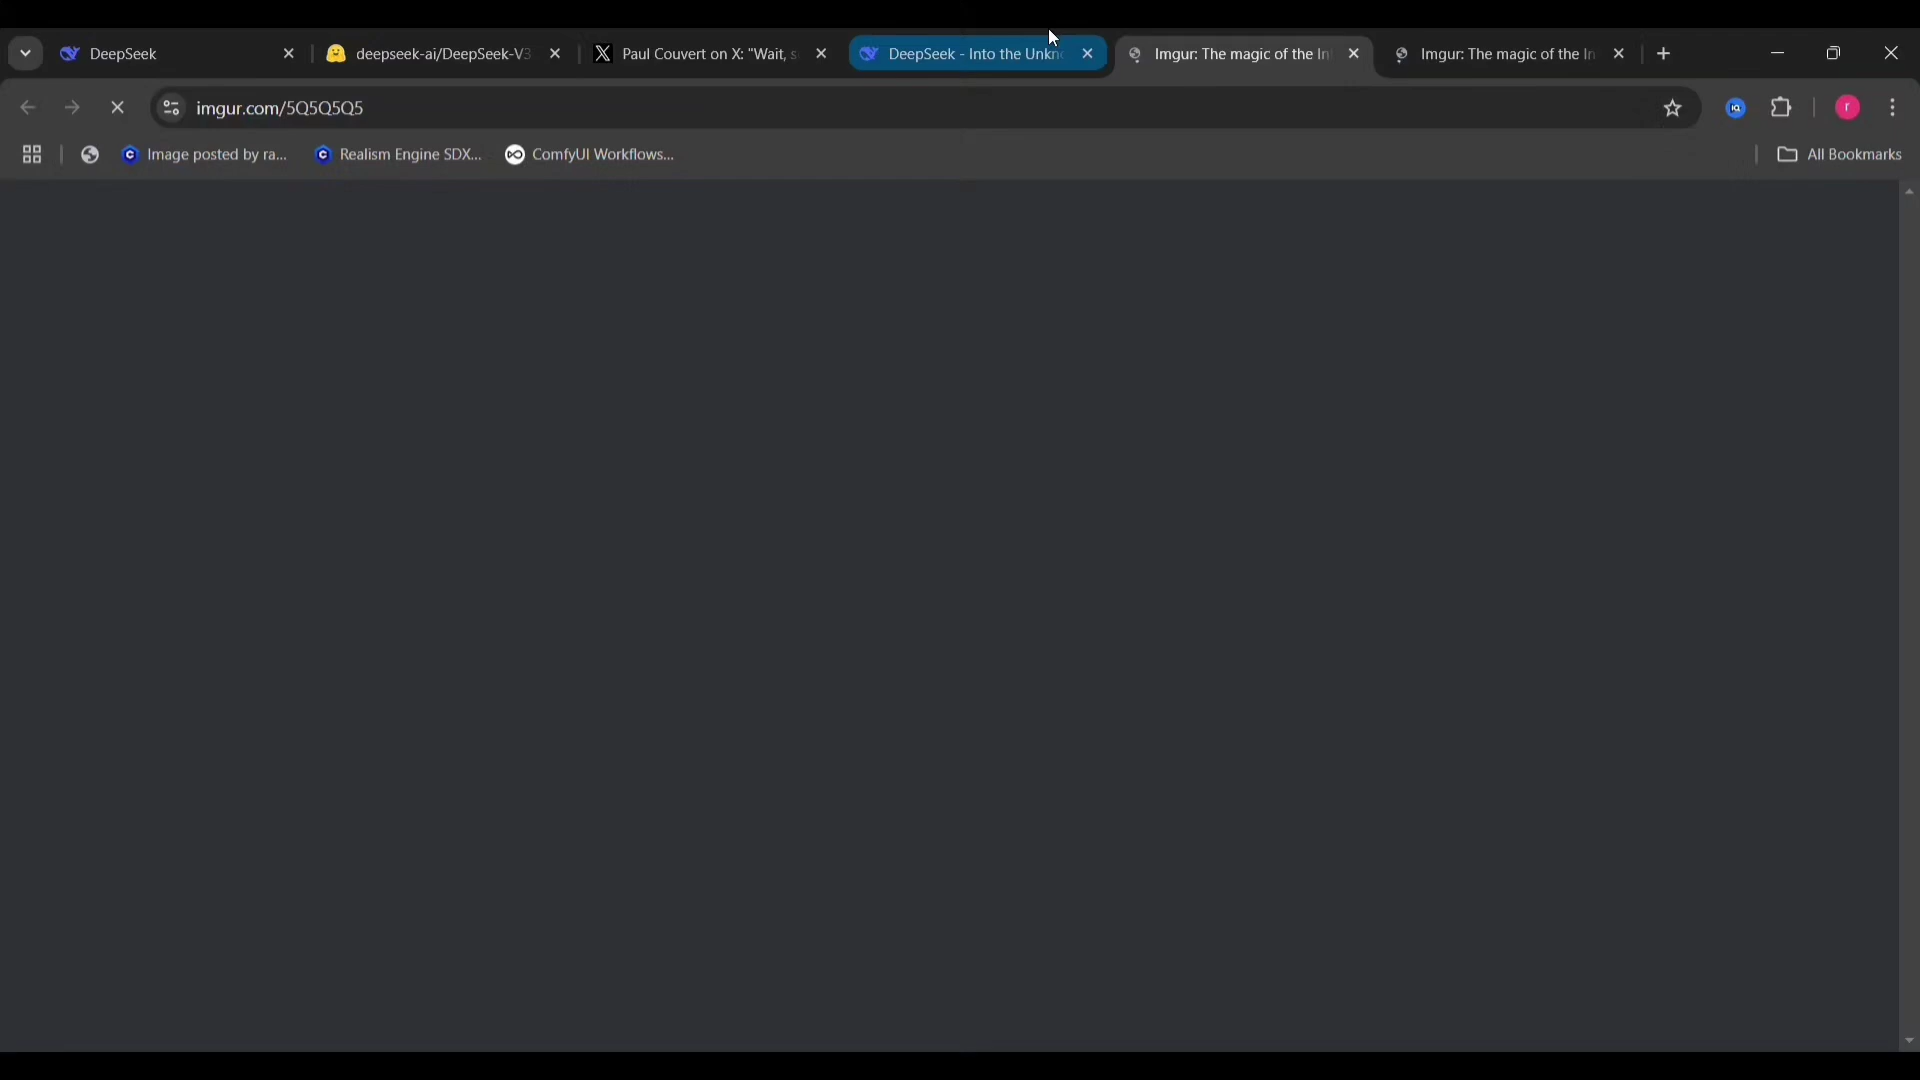 DeepSeek
deepseek-ai/DeepSeek-V3
Paul Couvert on X: "Wait, s
DeepSeek - Into the Unkn
Imgur: The magic of the In
Imgur: The magic of the In
imgur.com/5Q5Q5Q5
r
Image posted by ra...
Realism Engine SDX...
ComfyUI Workflows...
All Bookmarks